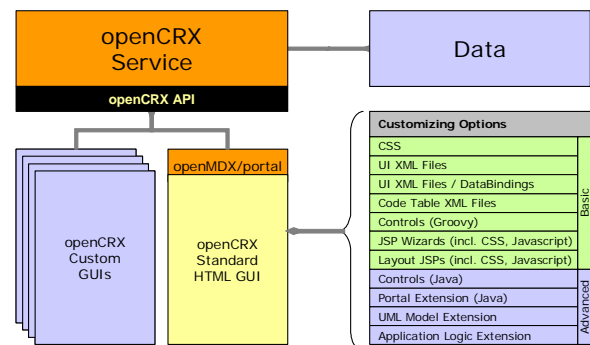 openCRX
Service
Data
openCRX API
openMDX/portal
openCRX
Custom
GUIs
openCRX
Standard
HTML GUI
Customizing Options
CSS
UI XML Files
UI XML Files / DataBindings
Code Table XML Files
Controls (Groovy)
JSP Wizards (incl. CSS, Javascript)
Layout JSPs (incl. CSS, Javascript)
Basic
Controls (Java)
Portal Extension (Java)
UML Model Extension
Application Logic Extension
Advanced